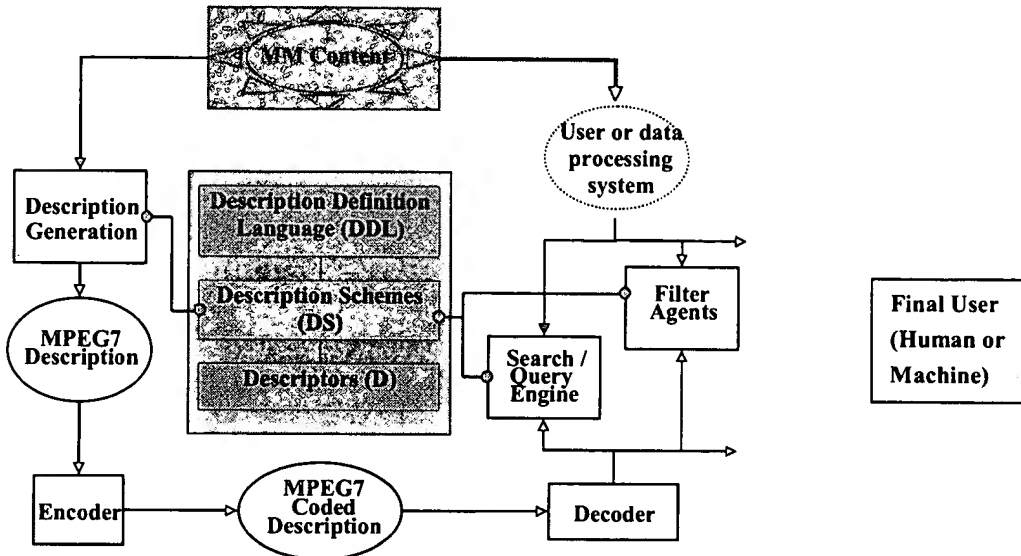 MM Content
User or data
processing
system
Description
Generation
Description Definition
Language (DDL)
Description Schemes
(DS)
Descriptors (D)
Filter
Agents
Final User
(Human or
Machine)
MPEG7
Description
Search /
Query
Engine
Encoder
MPEG7
Coded
Description
Decoder